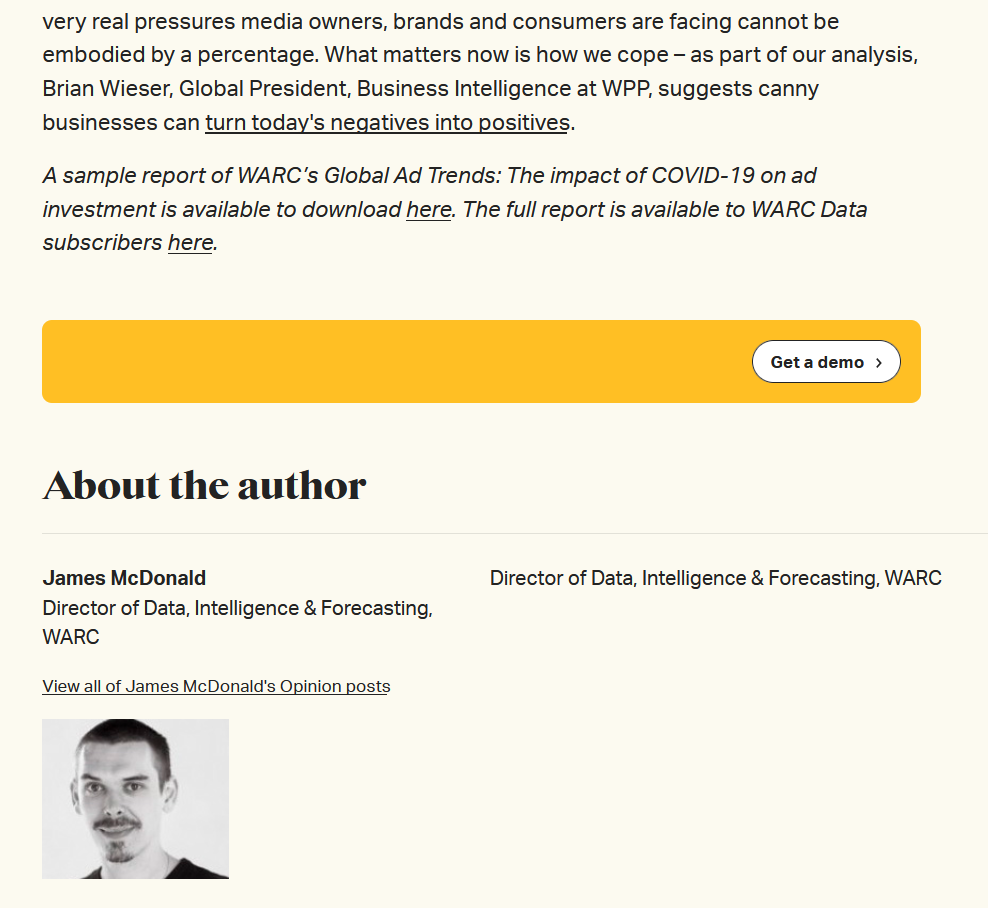 very real pressures media owners, brands and consumers are facing cannot be
embodied by a percentage. What matters now is how we cope – as part of our analysis,
Brian Wieser, Global President, Business Intelligence at WPP, suggests canny
businesses can turn today's negatives into positives.
A sample report of WARC’s Global Ad Trends: The impact of COVID-19 on ad
investment is available to download here. The full report is available to WARC Data
subscribers here.
Get a demo ›
About the author
James McDonald
Director of Data, Intelligence & Forecasting,
WARC
View all of James McDonald's Opinion posts
Director of Data, Intelligence & Forecasting, WARC